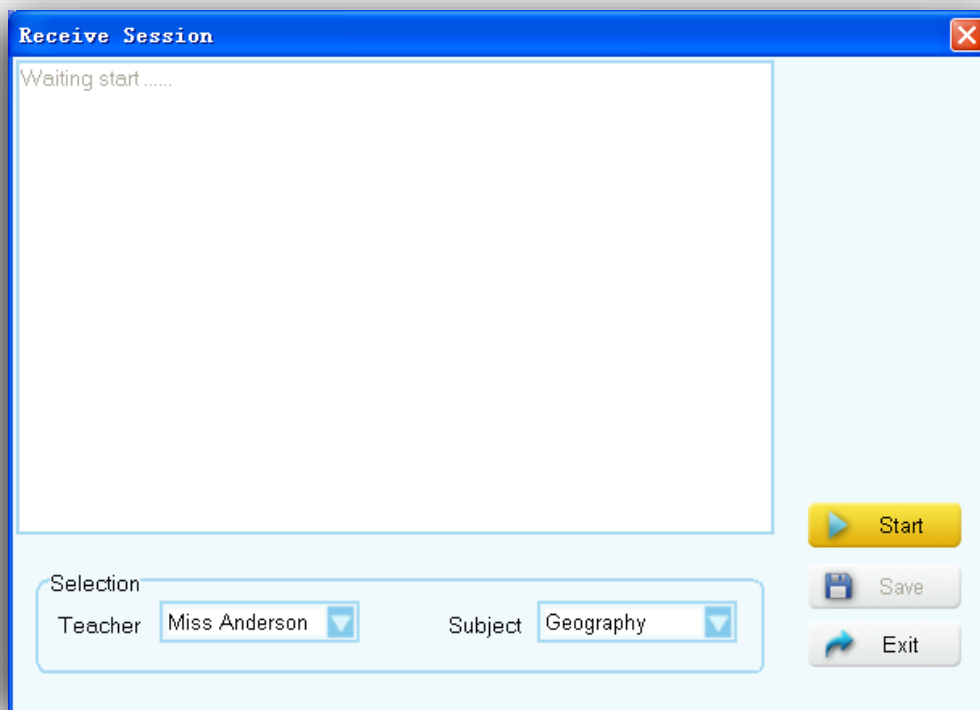 Receive Session
Waiting start ......
Start
Selection
Save
Teacher Miss Anderson Subject Geography
Exit